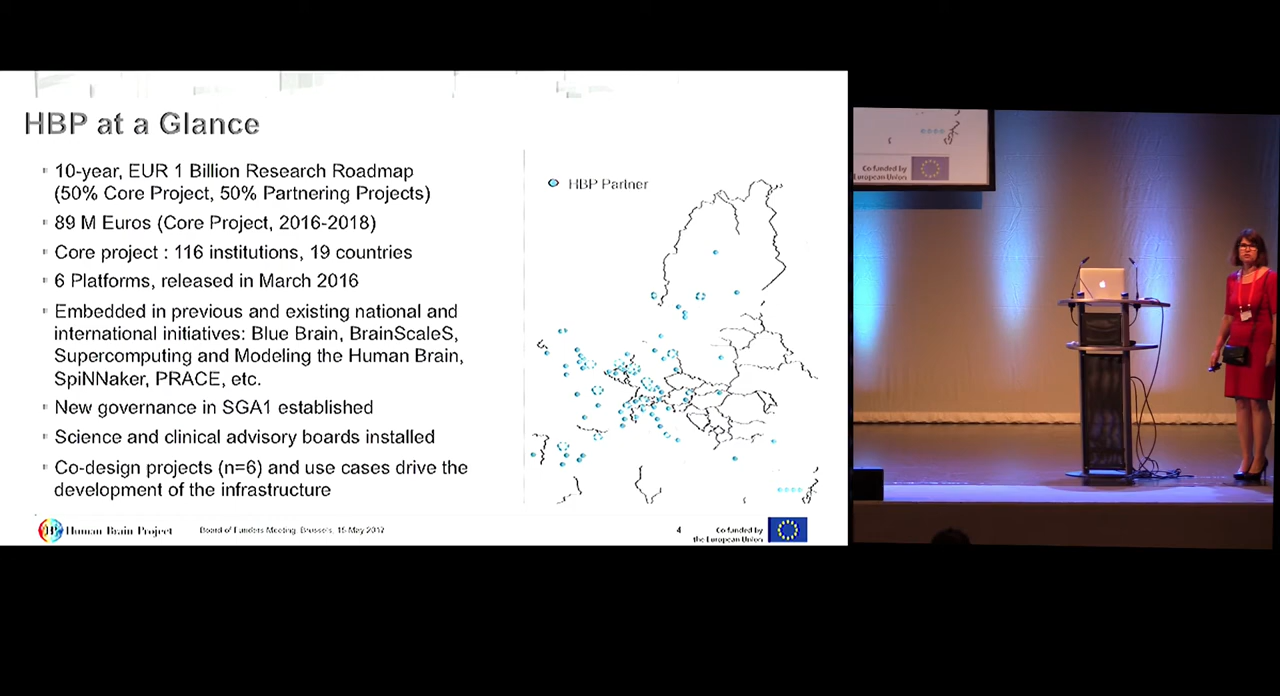 HBP at a Glance
10-year, EUR 1 Billion Research Roadmap
(50% Core Project, 50% Partnering Projects)
89 M Euros (Core Project, 2016-2018)
Core project : 116 institutions, 19 countries
6 Platforms, released in March 2016
Embedded in previous and existing national and
international initiatives: Blue Brain, BrainScaleS,
Supercomputing and Modeling the Human Brain,
SpiNNaker, PRACE, etc.
New governance in SGA1 established
Science and clinical advisory boards installed
Co-design projects (n=6) and use cases drive the
development of the infrastructure
HBP Partner
Human Brain Project
Board of Funders Meeting, Brussels, 15 May 2017
4
Co funded by
the European Union
Co funded by
European Union